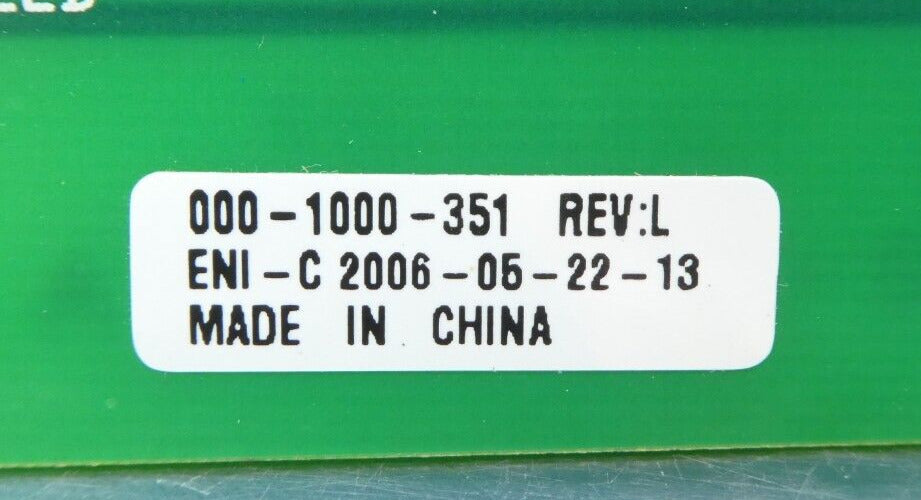 000-1000-351 REV:L
ENI-C 2006-05-22-13
MADE IN CHINA